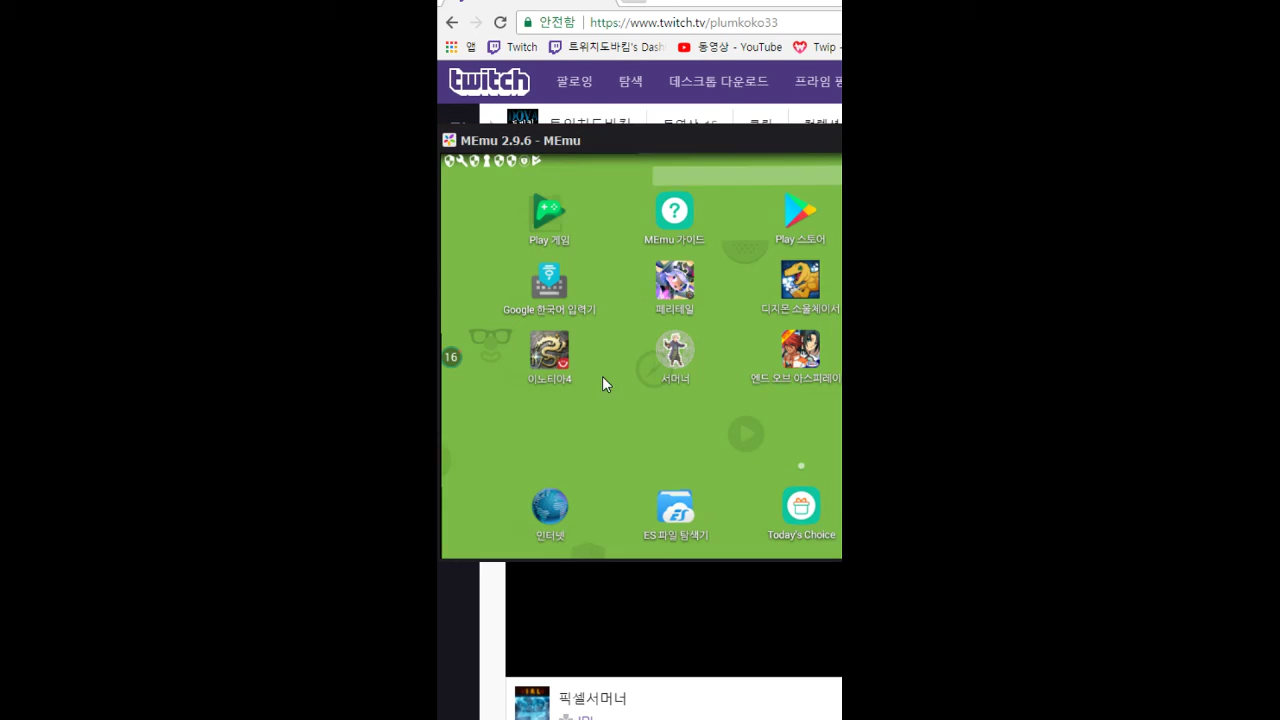 안전함 https://www.twitch.tv/plumkoko33
앱 Twitch 트위치도바킴's Dash 동영상 - YouTube Twip -
twitch 팔로잉 탐색 데스크톱 다운로드 프라임
MEmu 2.9.6 - MEmu
Play 게임 MEmu 가이드 Play 스토어
Google 한국어 입력기 페리테일 디지몬 소울체이서
16
이노티아4 서머너 엔드 오브 아스피레이
인터넷 ES 파일 탐색기 Today's Choice
픽셀서머너